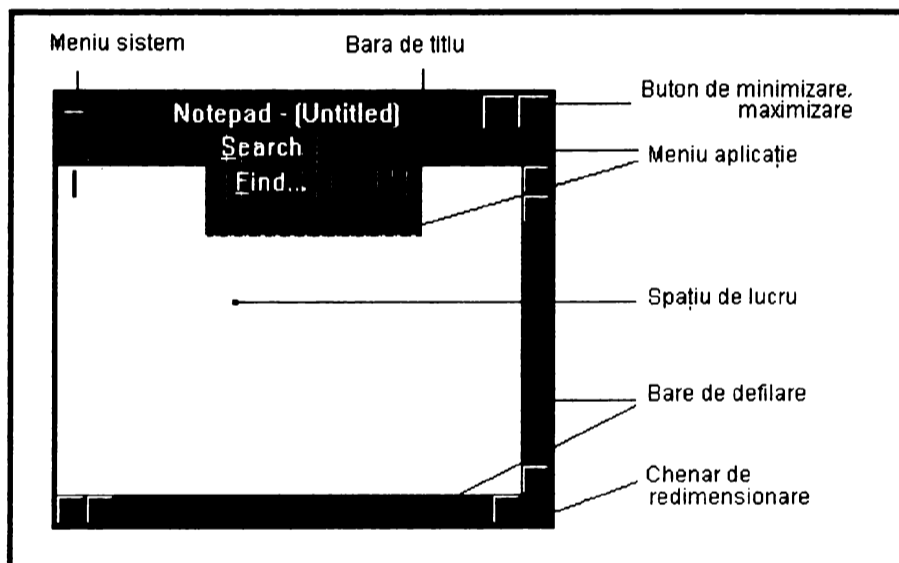 Meniu sistem
Bara de titlu
Notepad - (Untitled)
Buton de minimizare,
maximizare
Search
Meniu aplicație
Find...
Spațiu de lucru
Bare de defilare
Chenar de
redimensionare